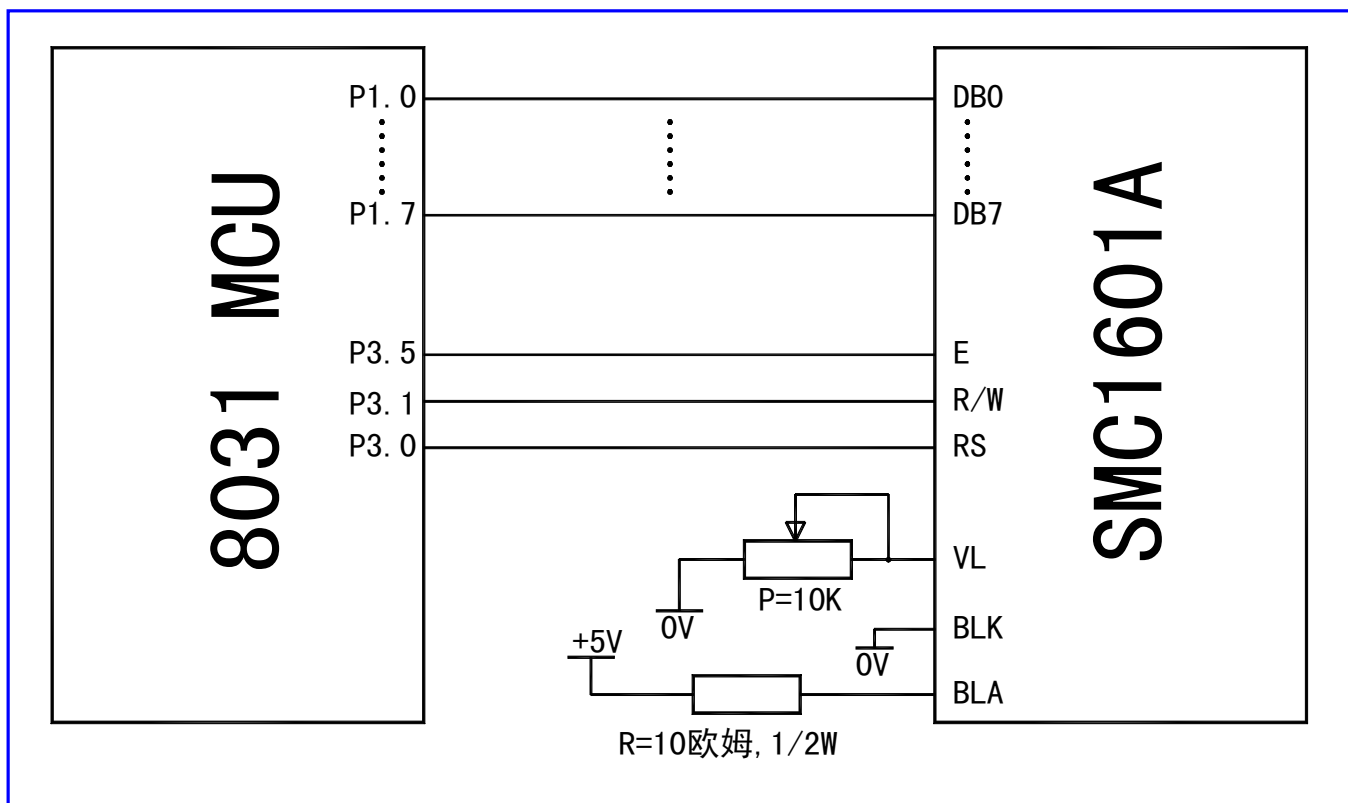 8031 MCU
P1.0
P1.7
P3.5
P3.1
P3.0
DB0
DB7
E
R/W
RS
VL
BLK
BLA
SMC1601A
P=10K
0V
0V
+5V
R=10欧姆,1/2W